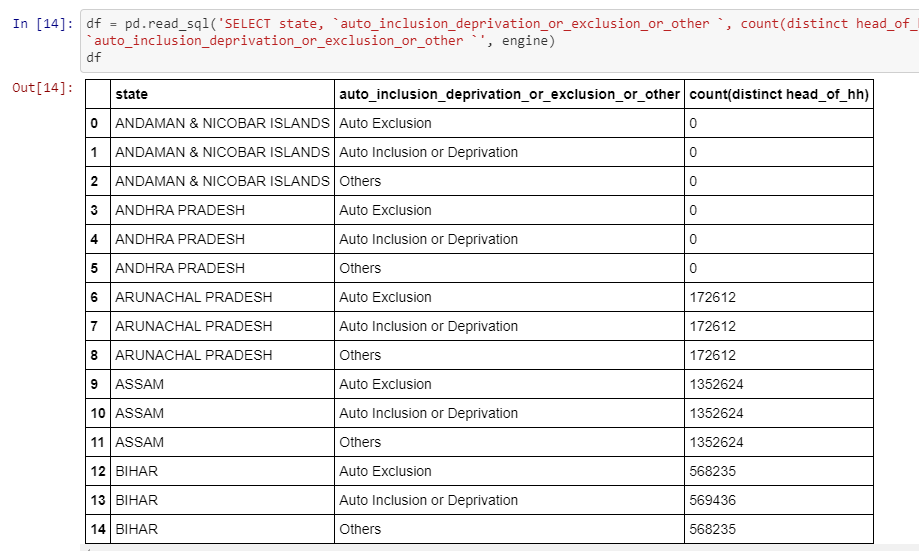 In [14]: df = pd.read_sql('SELECT state, `auto_inclusion_deprivation_or_exclusion_or_other `, count(distinct head_of_
`auto_inclusion_deprivation_or_exclusion_or_other `', engine)
df
Out[14]:
state auto_inclusion_deprivation_or_exclusion_or_other count(distinct head_of_hh)
0 ANDAMAN & NICOBAR ISLANDS Auto Exclusion 0
1 ANDAMAN & NICOBAR ISLANDS Auto Inclusion or Deprivation 0
2 ANDAMAN & NICOBAR ISLANDS Others 0
3 ANDHRA PRADESH Auto Exclusion 0
4 ANDHRA PRADESH Auto Inclusion or Deprivation 0
5 ANDHRA PRADESH Others 0
6 ARUNACHAL PRADESH Auto Exclusion 172612
7 ARUNACHAL PRADESH Auto Inclusion or Deprivation 172612
8 ARUNACHAL PRADESH Others 172612
9 ASSAM Auto Exclusion 1352624
10 ASSAM Auto Inclusion or Deprivation 1352624
11 ASSAM Others 1352624
12 BIHAR Auto Exclusion 568235
13 BIHAR Auto Inclusion or Deprivation 569436
14 BIHAR Others 568235